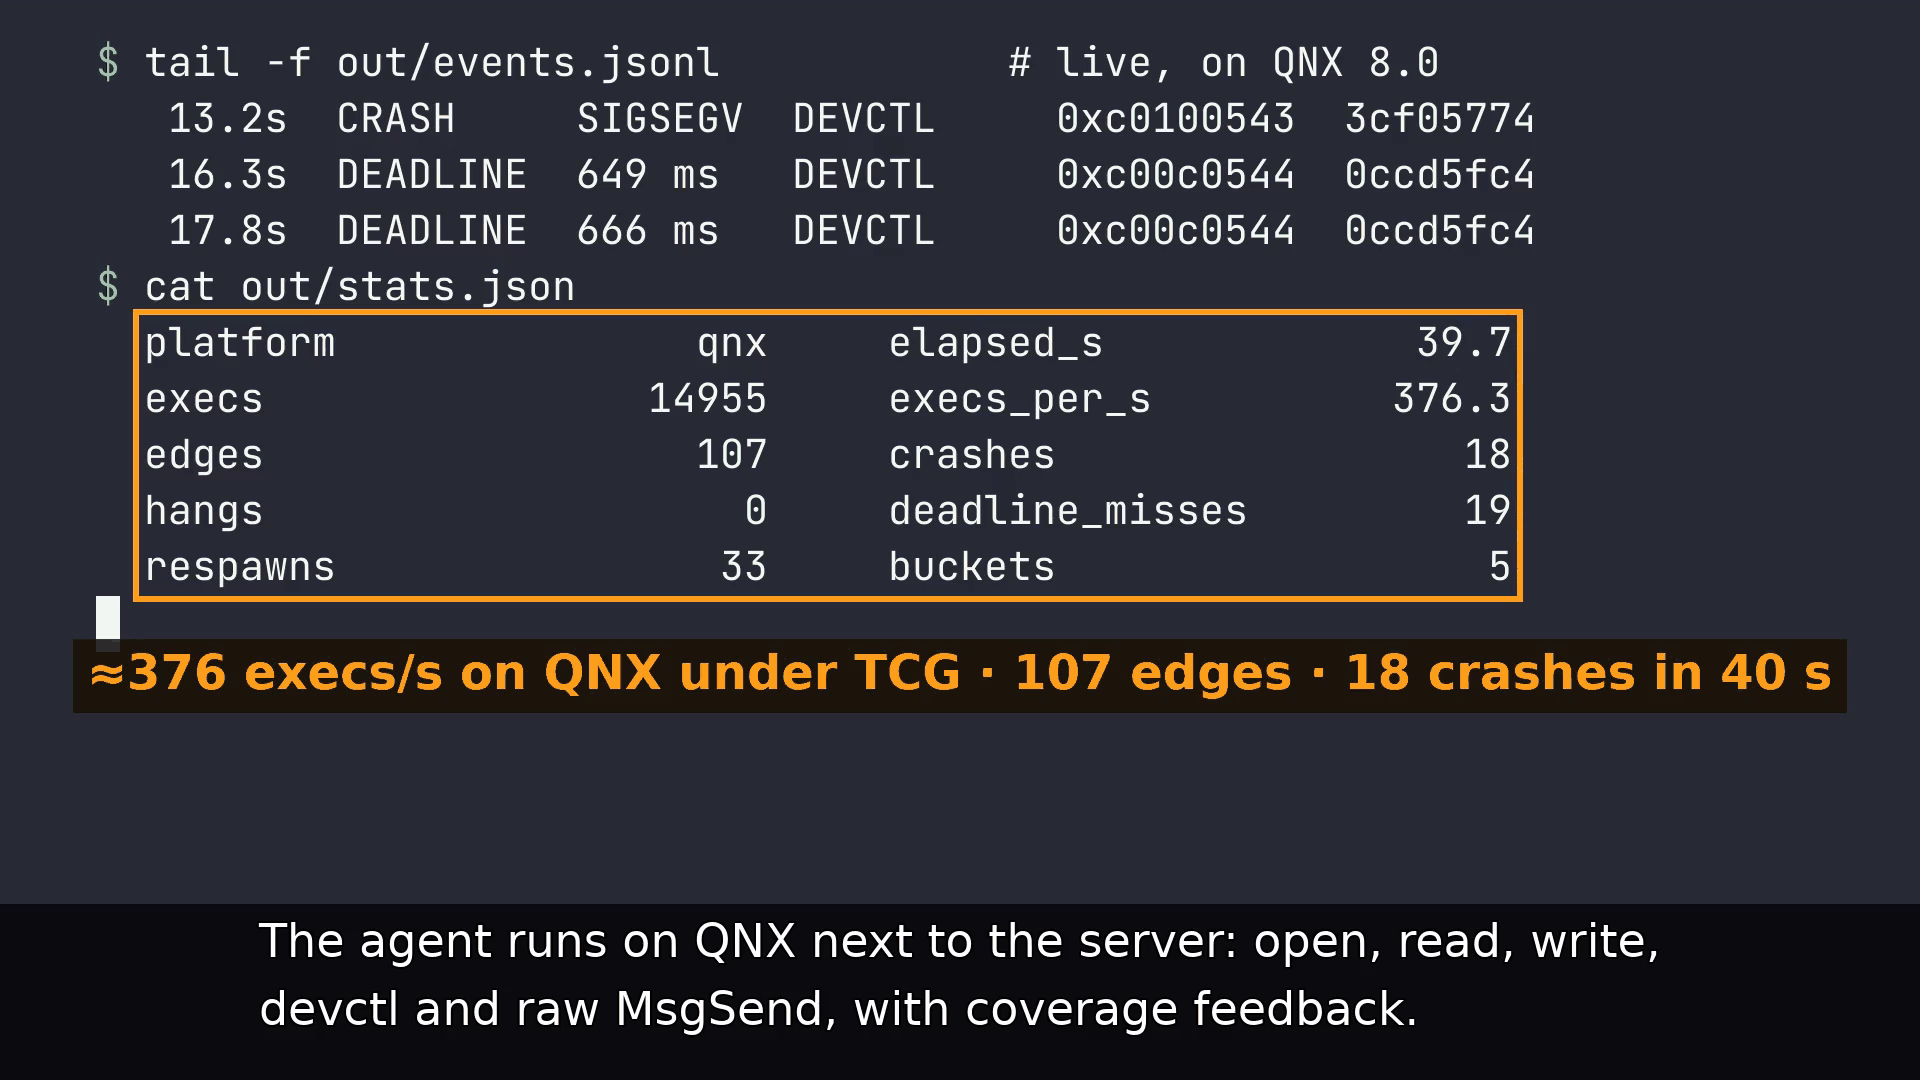 $ tail -f out/events.jsonl # live, on QNX 8.0
13.2s CRASH SIGSEGV DEVCTL 0xc0100543 3cf05774
16.3s DEADLINE 649 ms DEVCTL 0xc00c0544 0ccd5fc4
17.8s DEADLINE 666 ms DEVCTL 0xc00c0544 0ccd5fc4
$ cat out/stats.json
platform qnx elapsed_s 39.7
execs 14955 execs_per_s 376.3
edges 107 crashes 18
hangs 0 deadline_misses 19
respawns 33 buckets 5
≈376 execs/s on QNX under TCG · 107 edges · 18 crashes in 40 s
The agent runs on QNX next to the server: open, read, write,
devctl and raw MsgSend, with coverage feedback.